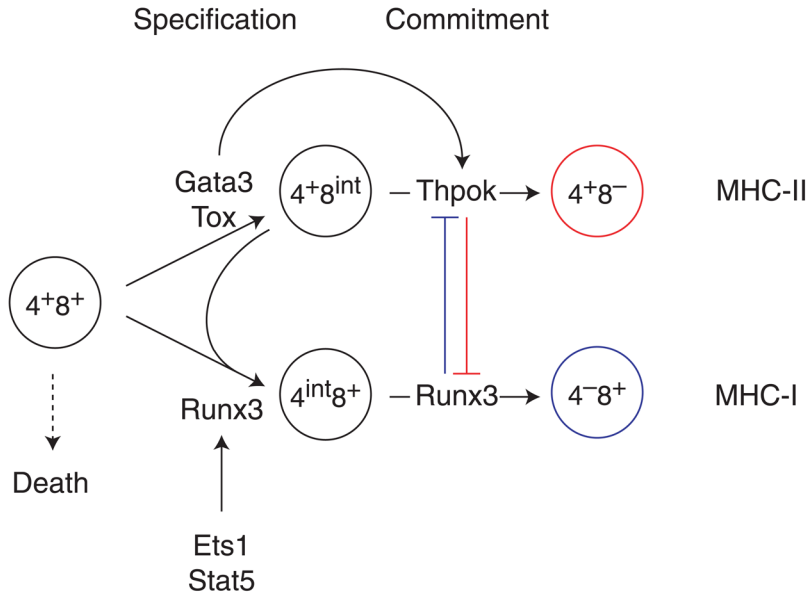 Specification Commitment
Gata3
Tox
4⁺8ⁱⁿᵗ
Thpok
4⁺8⁻
MHC-II
4⁺8⁺
Runx3
4ⁱⁿᵗ8⁺
Runx3
4⁻8⁺
MHC-I
Death
Ets1
Stat5